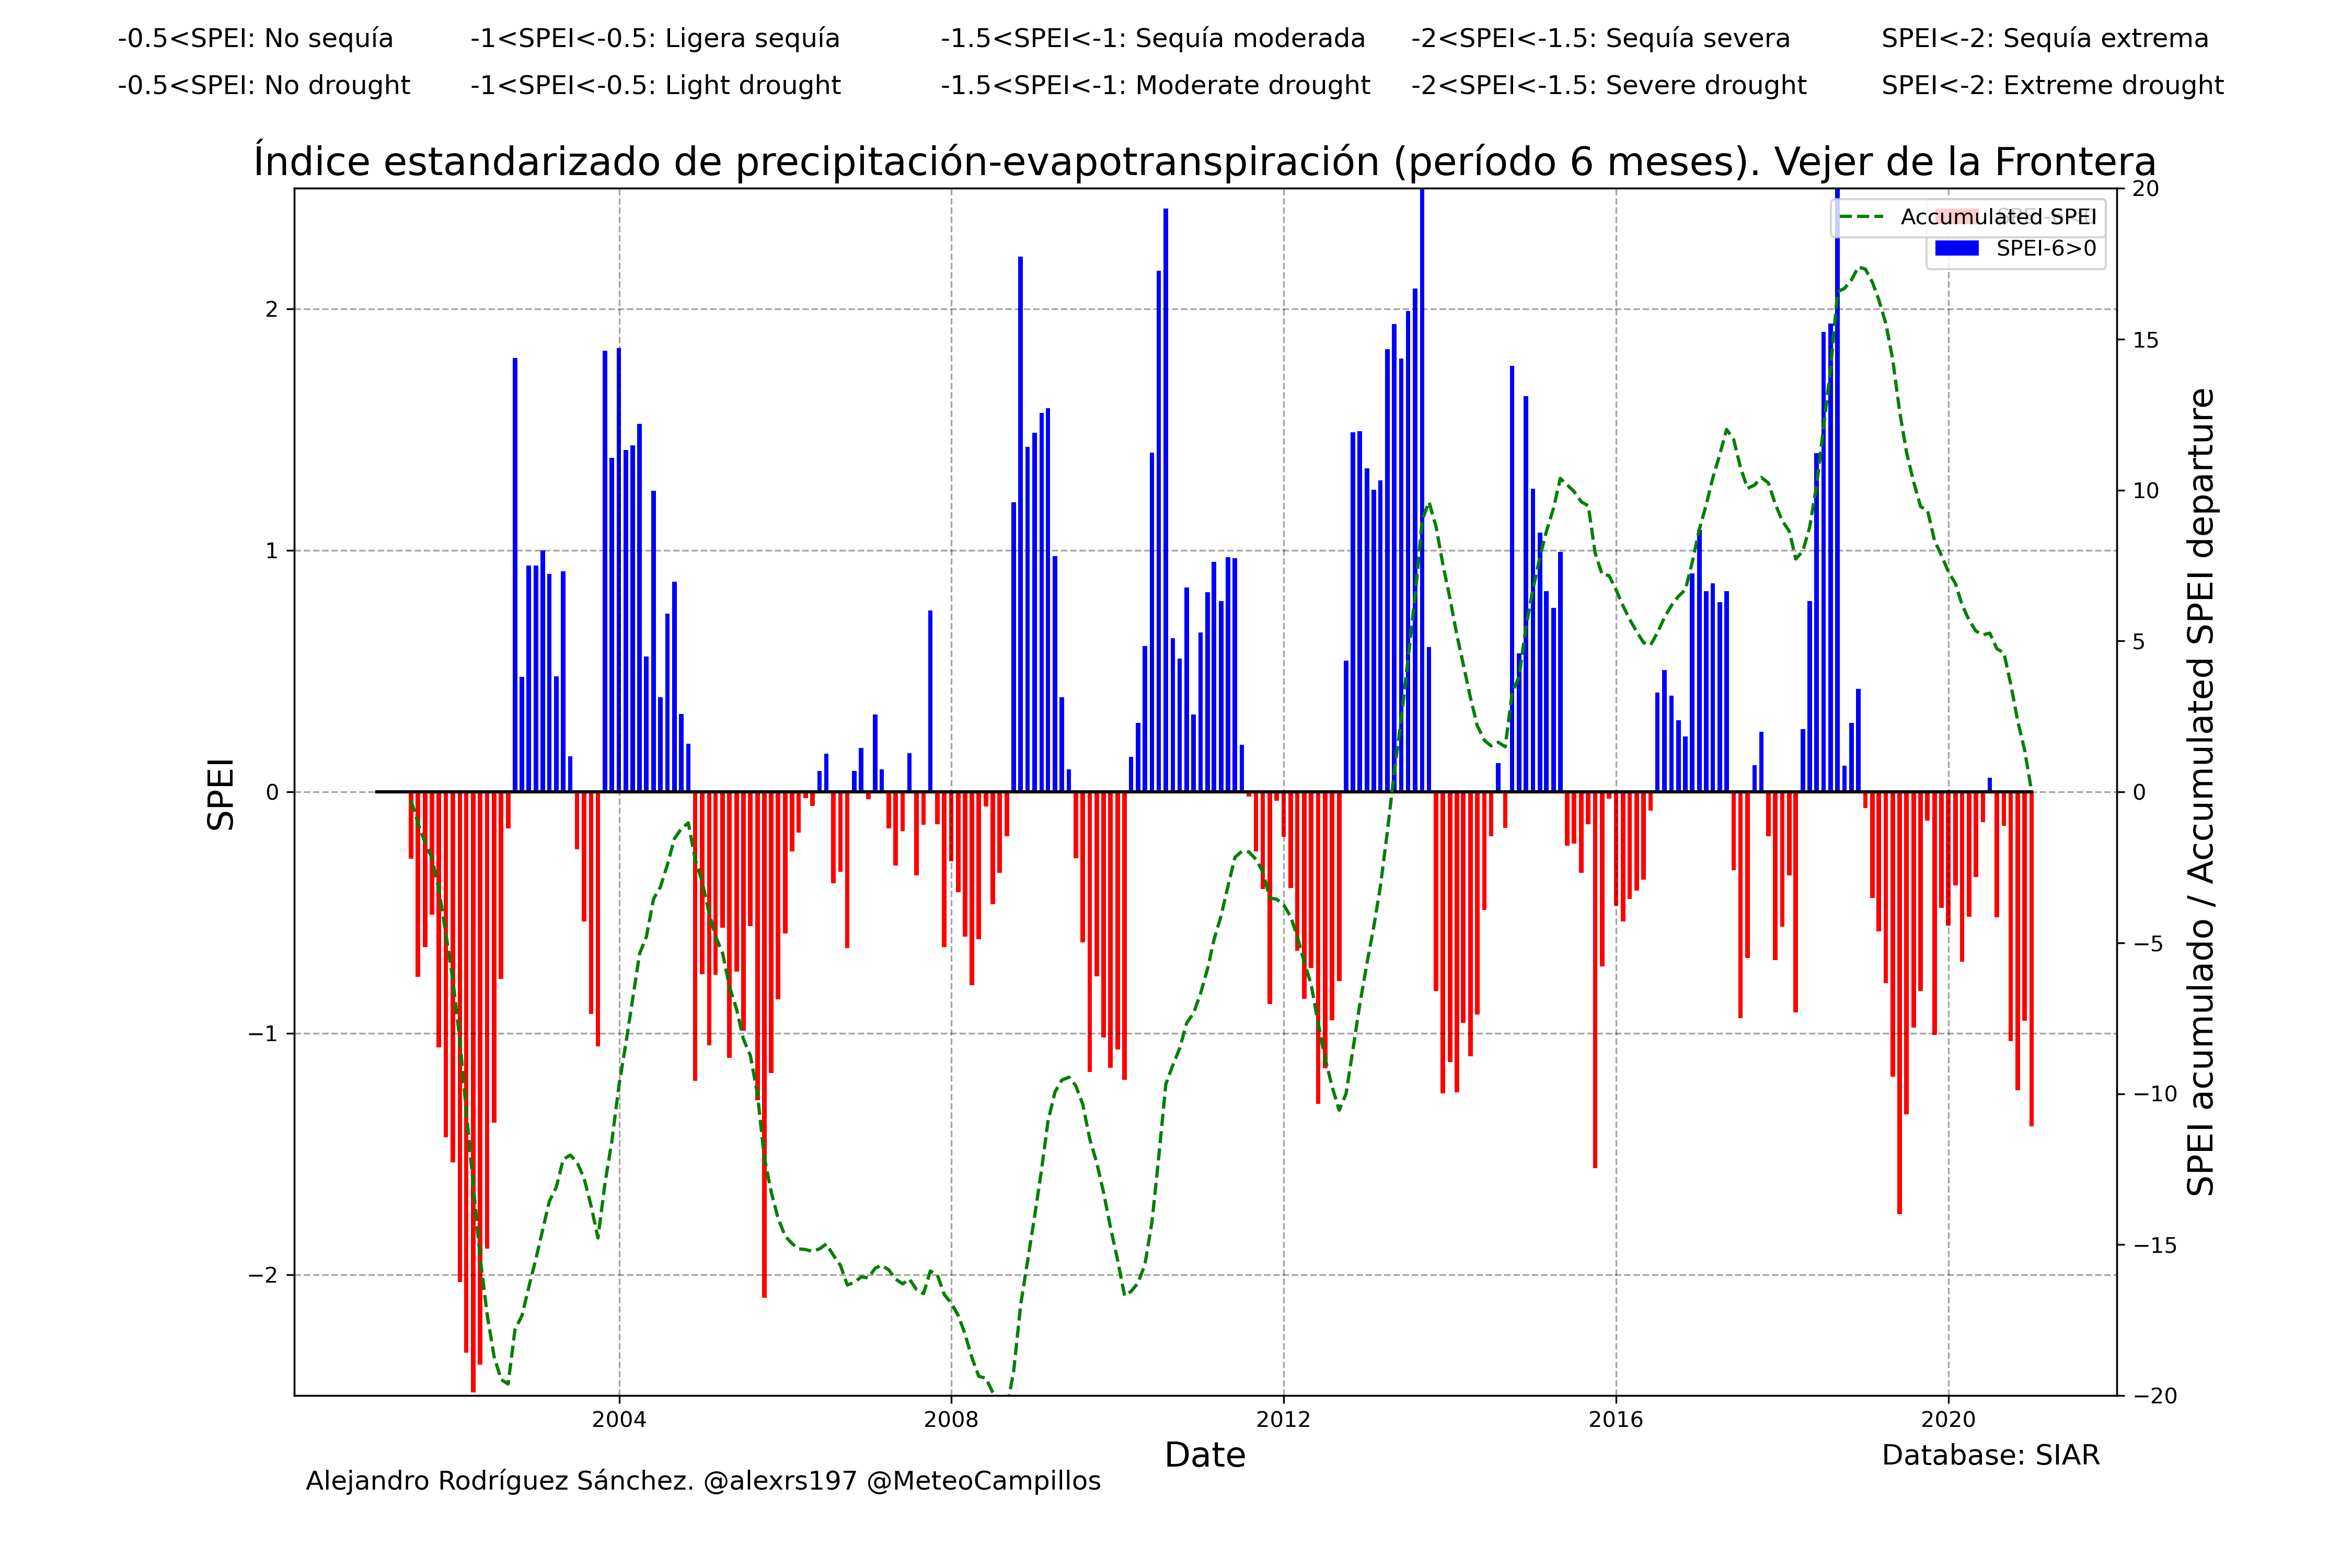 -0.5<SPEI: No sequía -1<SPEI<-0.5: Ligera sequía -1.5<SPEI<-1: Sequía moderada -2<SPEI<-1.5: Sequía severa SPEI<-2: Sequía extrema
-0.5<SPEI: No drought -1<SPEI<-0.5: Light drought -1.5<SPEI<-1: Moderate drought -2<SPEI<-1.5: Severe drought SPEI<-2: Extreme drought
Índice estandarizado de precipitación-evapotranspiración (período 6 meses). Vejer de la Frontera
Accumulated SPEI
SPEI-6>0
SPEI
2
1
0
−1
−2
20
15
10
5
0
−5
−10
−15
−20
SPEI acumulado / Accumulated SPEI departure
2004 2008 2012 2016 2020
Date
Database: SIAR
Alejandro Rodríguez Sánchez. @alexrs197 @MeteoCampillos